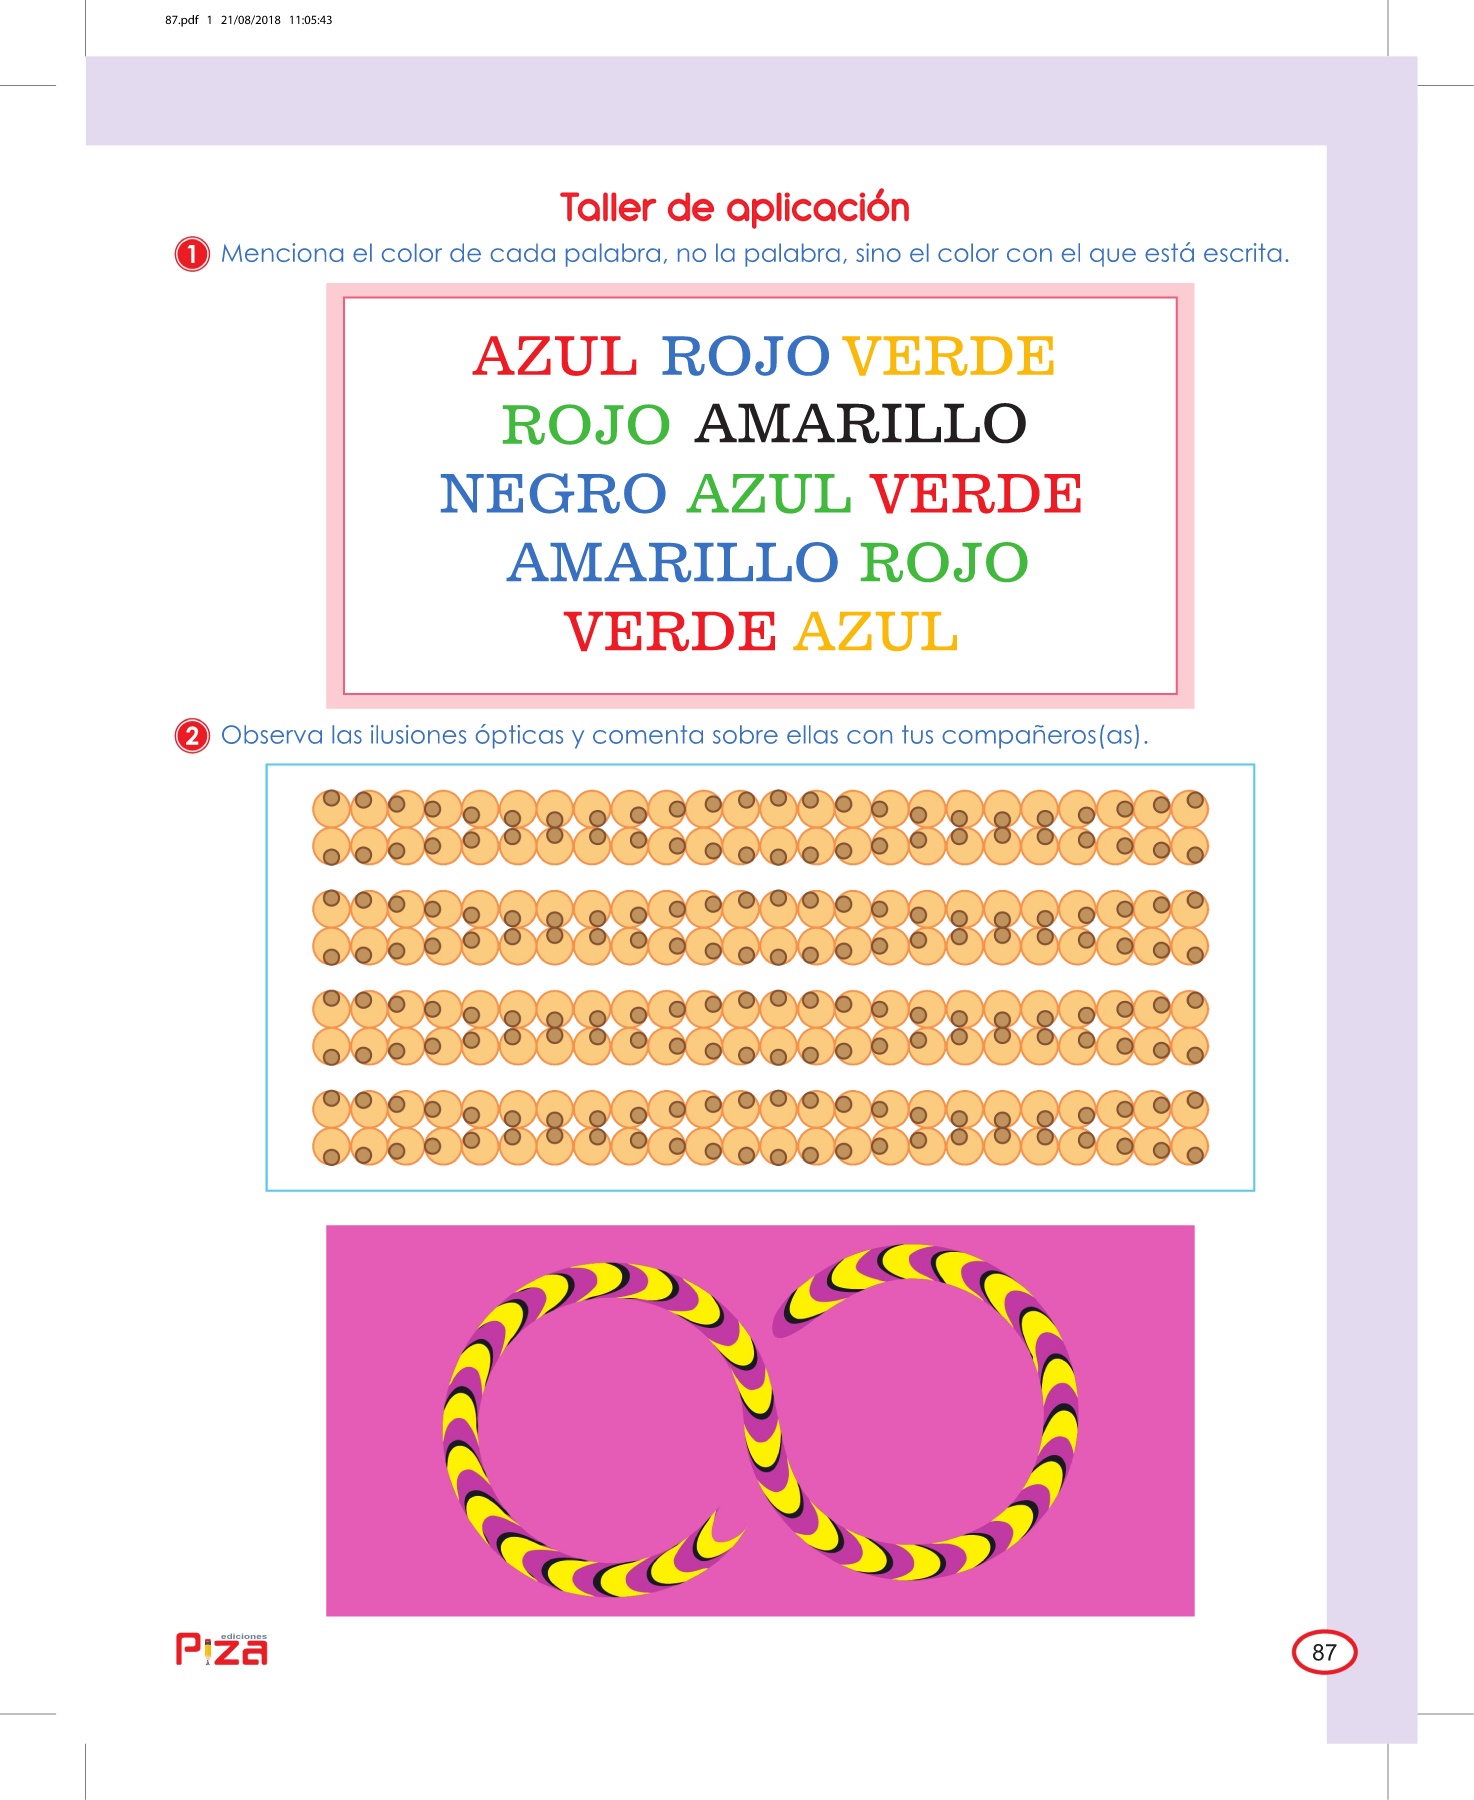 87.pdf 1 21/08/2018 11:05:43
Taller de aplicación
1 Menciona el color de cada palabra, no la palabra, sino el color con el que está escrita.
AZUL ROJO VERDE
ROJO AMARILLO
NEGRO AZUL VERDE
AMARILLO ROJO
VERDE AZUL
2 Observa las ilusiones ópticas y comenta sobre ellas con tus compañeros(as).
ediciones
Piza
87